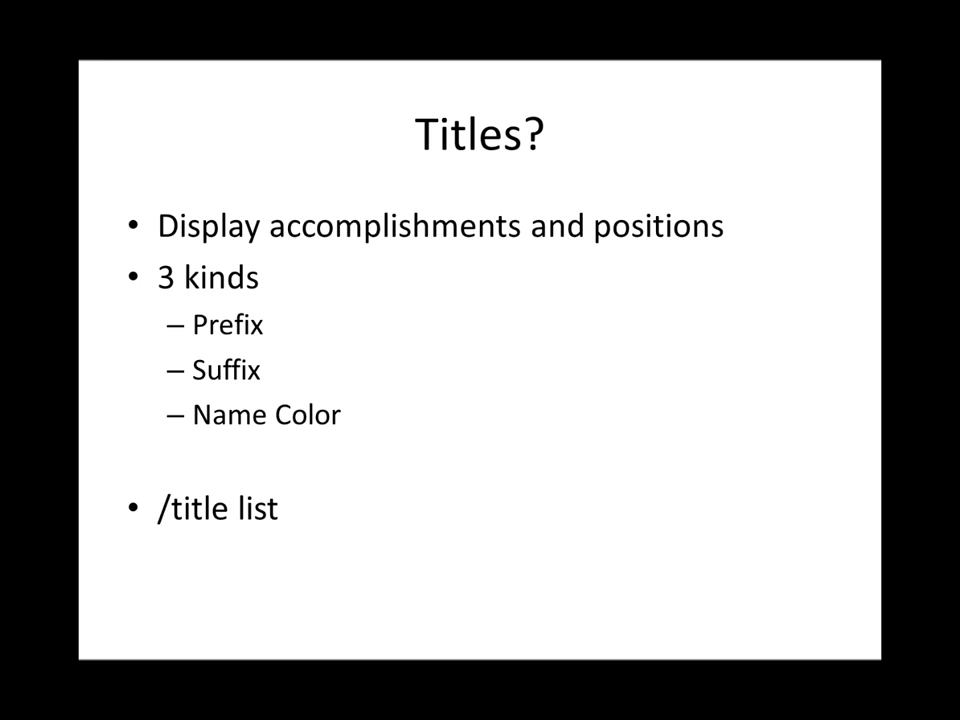 Titles?
• Display accomplishments and positions
• 3 kinds
– Prefix
– Suffix
– Name Color
• /title list